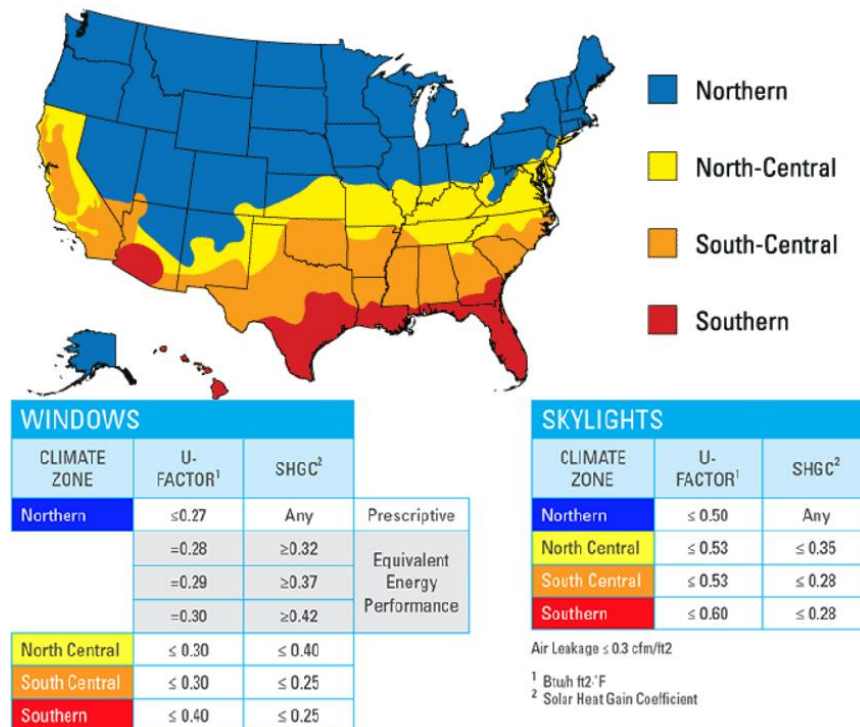 Northern
North-Central
South-Central
Southern
WINDOWS
CLIMATE ZONE U-FACTOR¹ SHGC²
Northern ≤0.27 Any Prescriptive
=0.28 ≥0.32
=0.29 ≥0.37
=0.30 ≥0.42
Equivalent
Energy
Performance
North Central ≤ 0.30 ≤ 0.40
South Central ≤ 0.30 ≤ 0.25
Southern ≤ 0.40 ≤ 0.25
SKYLIGHTS
CLIMATE ZONE U-FACTOR¹ SHGC²
Northern ≤ 0.50 Any
North Central ≤ 0.53 ≤ 0.35
South Central ≤ 0.53 ≤ 0.28
Southern ≤ 0.60 ≤ 0.28
Air Leakage ≤ 0.3 cfm/ft2
¹ Btu/h ft2·°F
² Solar Heat Gain Coefficient